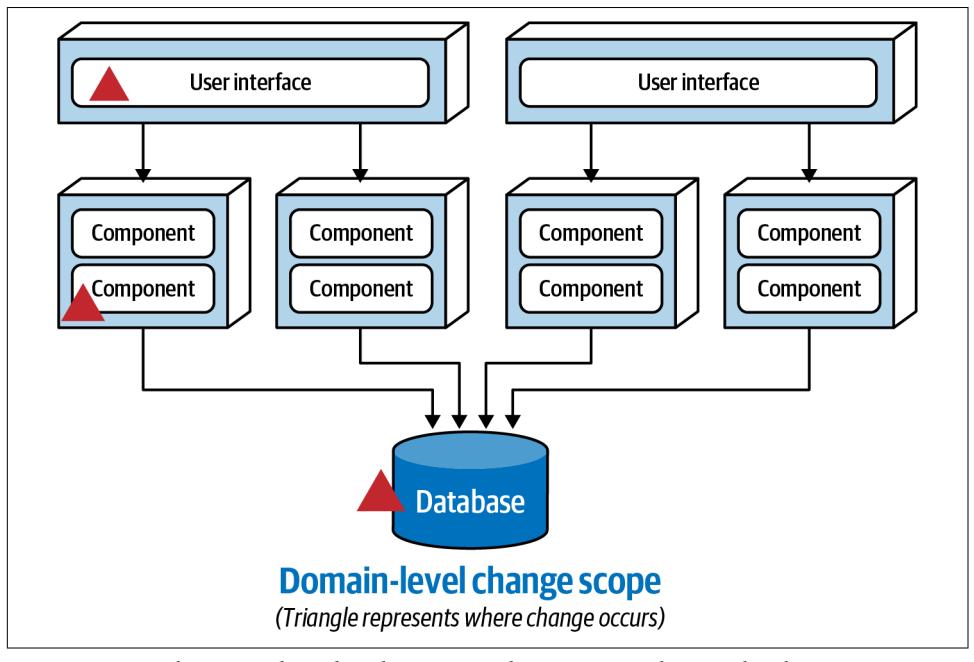 User interface
User interface
Component
Component
Component
Component
Component
Component
Component
Component
Database
Domain-level change scope
(Triangle represents where change occurs)